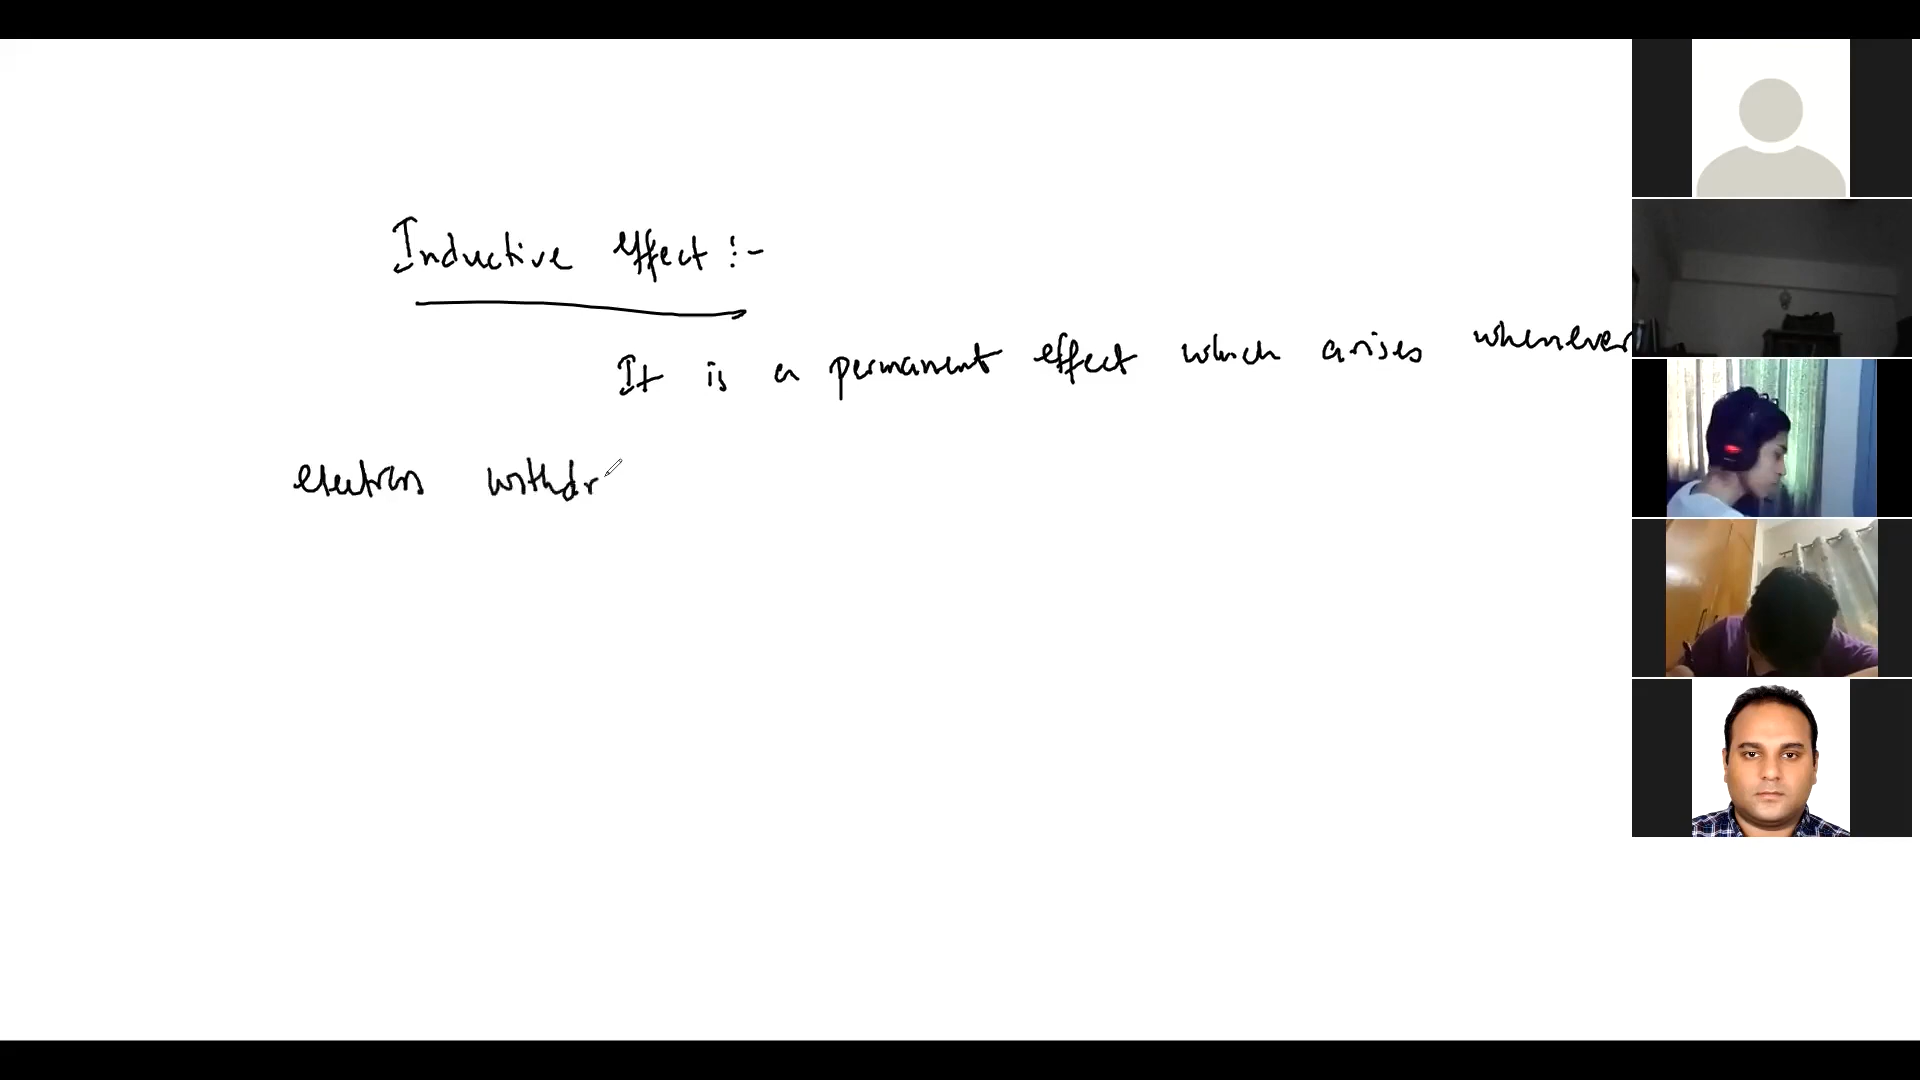 Inductive effect :-
It is a permanent effect which arises whenever
electron withdr